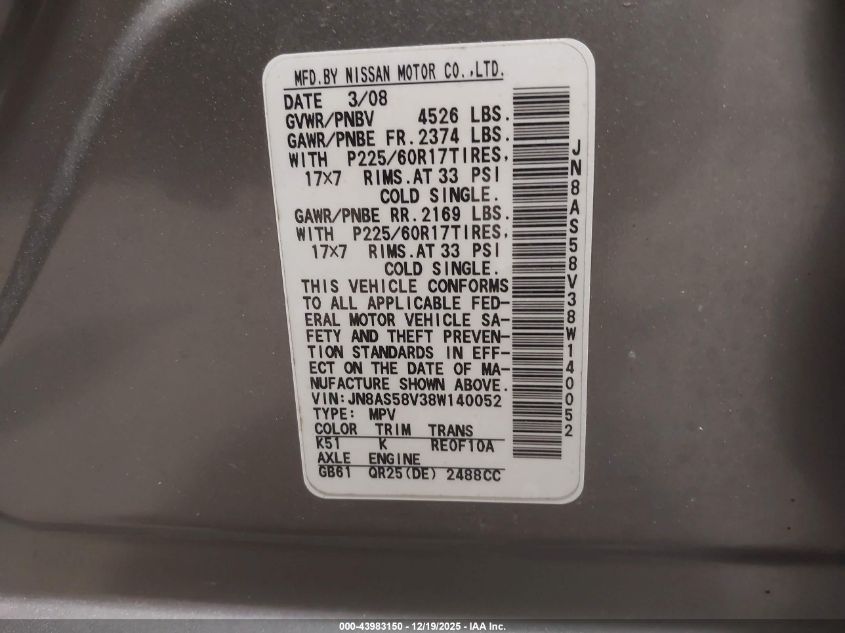 MFD.BY NISSAN MOTOR CO.,LTD.
DATE 3/08
GVWR/PNBV 4526 LBS.
GAWR/PNBE FR.2374 LBS.
WITH P225/60R17TIRES,
17×7 RIMS.AT 33 PSI
COLD SINGLE.
GAWR/PNBE RR.2169 LBS.
WITH P225/60R17TIRES,
17×7 RIMS.AT 33 PSI
COLD SINGLE.
THIS VEHICLE CONFORMS
TO ALL APPLICABLE FED-
ERAL MOTOR VEHICLE SA-
FETY AND THEFT PREVEN-
TION STANDARDS IN EFF-
ECT ON THE DATE OF MA-
NUFACTURE SHOWN ABOVE.
VIN:JN8AS58V38W140052
TYPE: MPV
COLOR TRIM TRANS
K51 K RE0F10A
AXLE ENGINE
GB61 QR25(DE) 2488CC
JN8AS58V38W140052
000-43983150 - 12/19/2025 - IAA Inc.